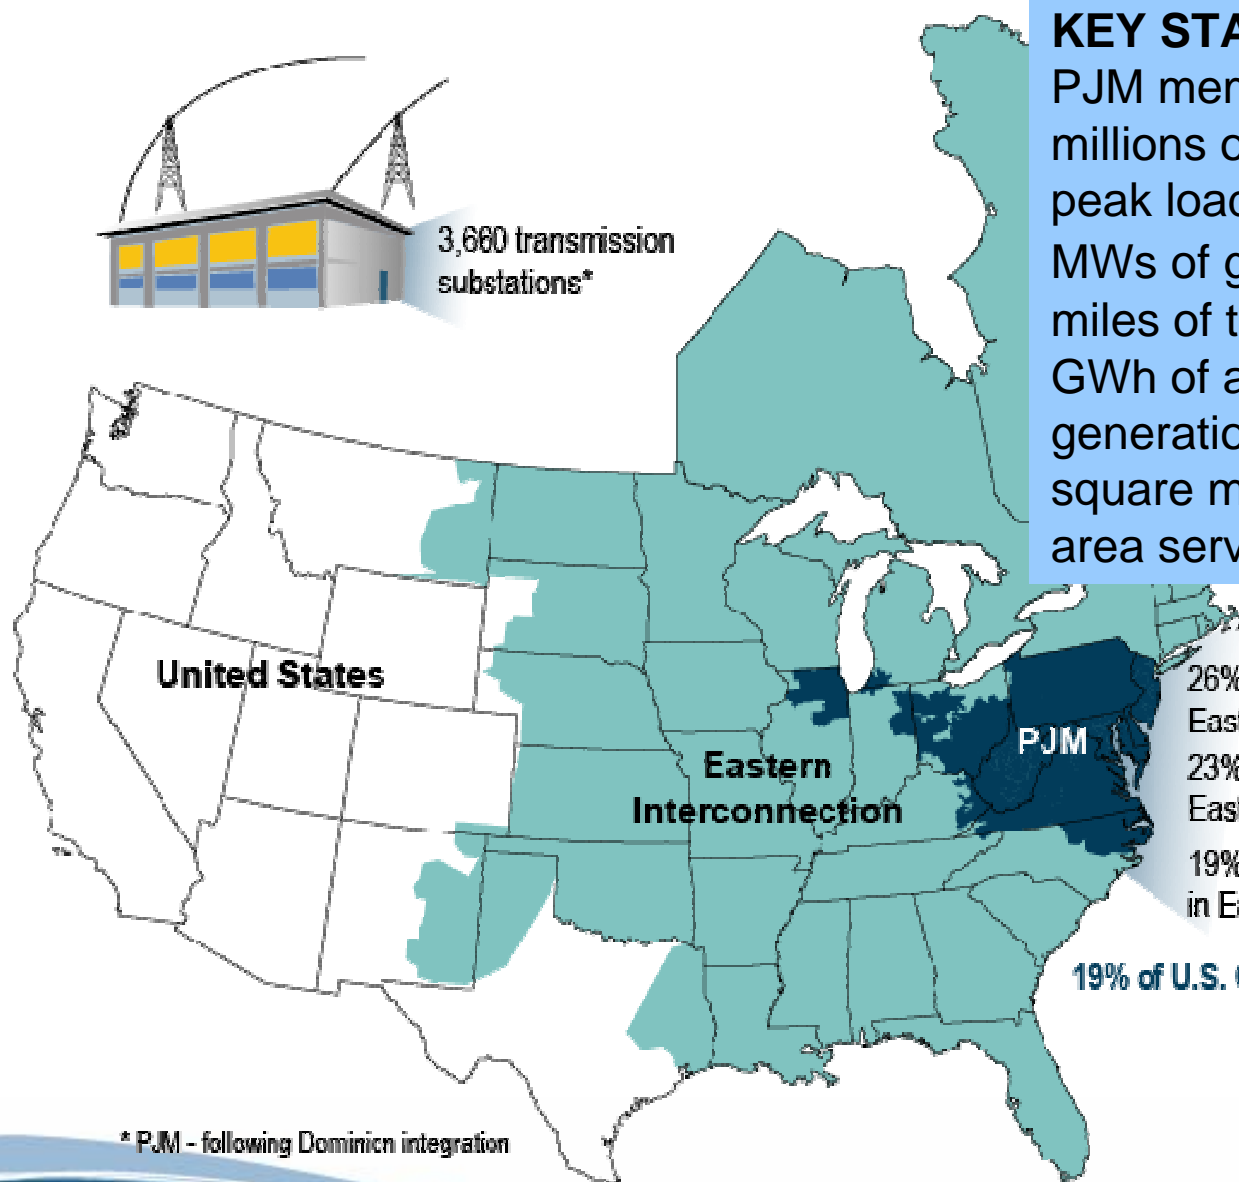 KEY STA
PJM mem
millions o
peak load
MWs of g
miles of t
GWh of a
generatio
square m
area serv
3,660 transmission
substations*
United States
Eastern
Interconnection
PJM
26%
East
23%
East
19%
in Ea
19% of U.S.
* PJM - following Dominion integration